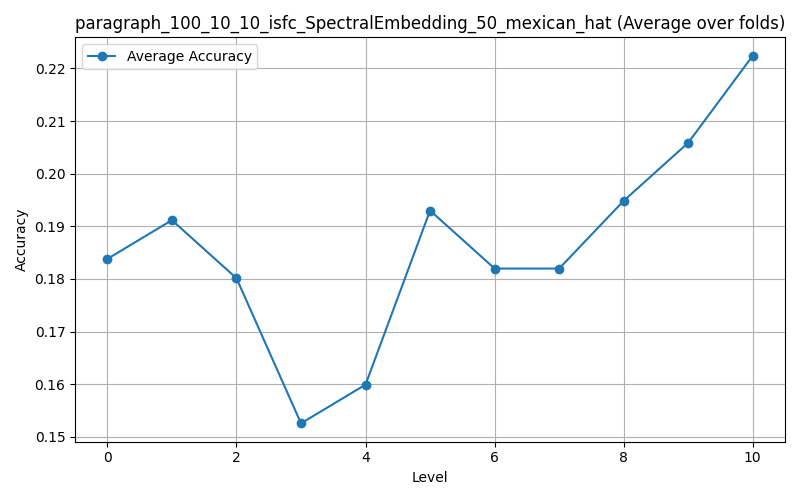 paragraph_100_10_10_isfc_SpectralEmbedding_50_mexican_hat (Average over folds)
Average Accuracy
0.22
0.21
0.20
0.19
0.18
0.17
0.16
0.15
Accuracy
0 2 4 6 8 10
Level